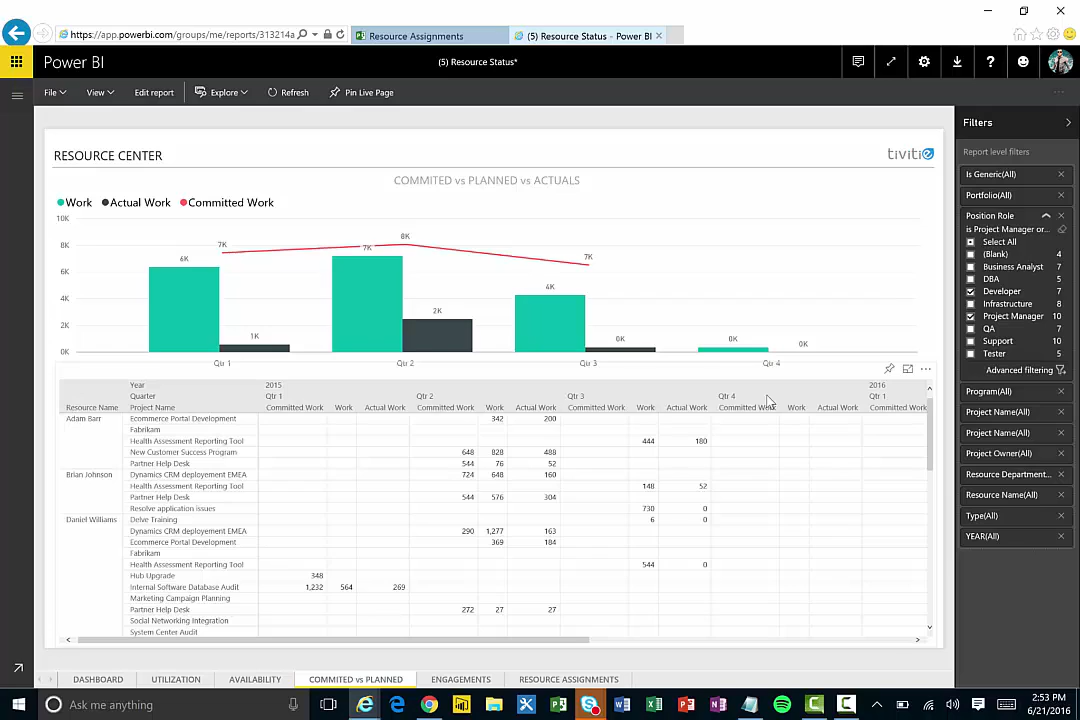 https://app.powerbi.com/groups/me/reports/313214a
Resource Assignments
(5) Resource Status - Power BI
Power BI
(5) Resource Status*
File View Edit report Explore Refresh Pin Live Page
Filters
RESOURCE CENTER
tivitie
Report level filters
COMMITED vs PLANNED vs ACTUALS
Is Generic(All)
Portfolio(All)
Position Role
is Project Manager or...
Select All
(Blank) 4
Business Analyst 7
DBA 5
Developer 7
Infrastructure 8
Project Manager 10
QA 7
Support 10
Tester 5
Advanced filtering
Program(All)
Project Name(All)
Project Name(All)
Project Owner(All)
Resource Department...
Resource Name(All)
Type(All)
YEAR(All)
Work Actual Work Committed Work
10K
8K
6K
4K
2K
0K
7K 8K 7K
6K 7K 4K 0K
1K 2K 0K 0K
Qu 1 Qu 2 Qu 3 Qu 4
Year 2015 2016
Quarter Qtr 1 Qtr 2 Qtr 3 Qtr 4 Qtr 1
Resource Name Project Name Committed Work Work Actual Work Committed Work Work Actual Work Committed Work Work Actual Work Committed Work Work Actual Work Committed Work
Adam Barr Ecommerce Portal Development 342 200
Fabrikam
Health Assessment Reporting Tool 444 180
New Customer Success Program 648 828 488
Partner Help Desk 544 76 52
Brian Johnson Dynamics CRM deployement EMEA 724 648 160
Health Assessment Reporting Tool 148 52
Partner Help Desk 544 576 304
Resolve application issues 730 0
Daniel Williams Delve Training 6 0
Dynamics CRM deployement EMEA 290 1,277 163
Ecommerce Portal Development 369 184
Fabrikam
Health Assessment Reporting Tool 544 0
Hub Upgrade 348
Internal Software Database Audit 1,232 564 269
Marketing Campaign Planning
Partner Help Desk 272 27 27
Social Networking Integration
System Center Audit
DASHBOARD UTILIZATION AVAILABILITY COMMITED vs PLANNED ENGAGEMENTS RESOURCE ASSIGNMENTS
Ask me anything
2:53 PM
6/21/2016